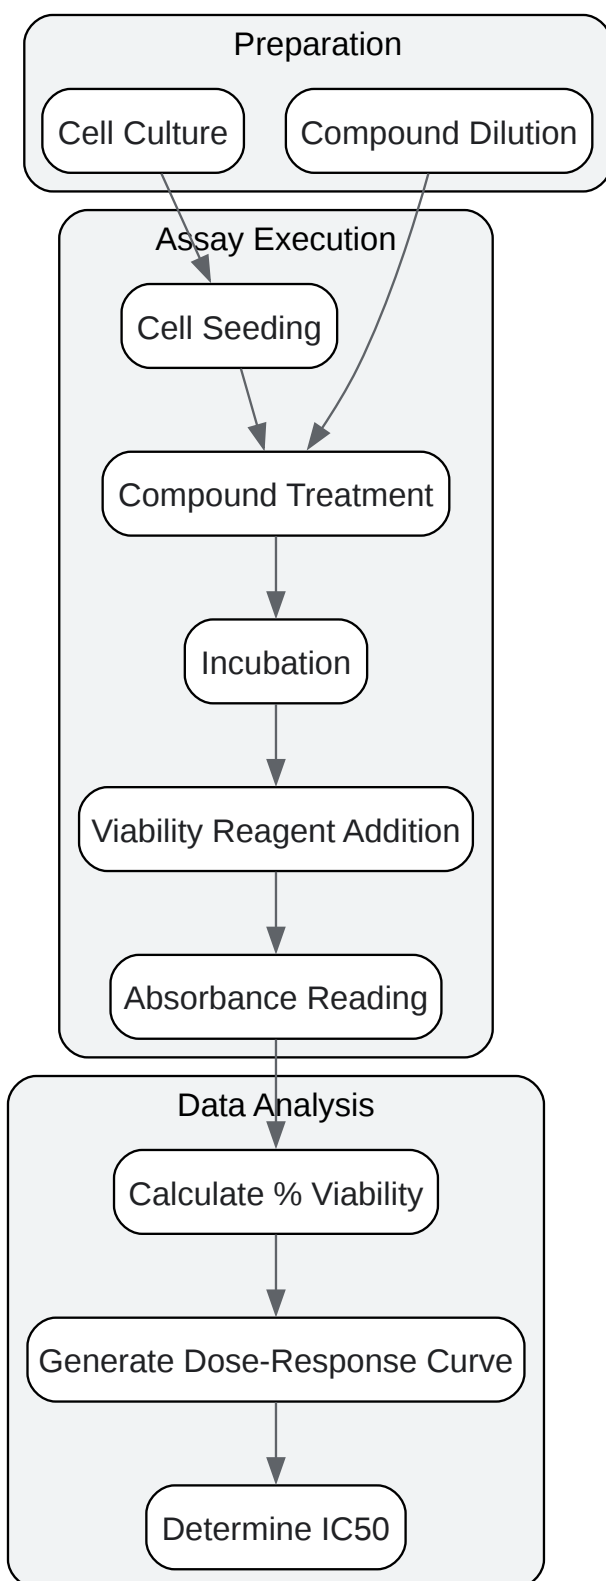 Preparation
Cell Culture
Compound Dilution
Assay Execution
Cell Seeding
Compound Treatment
Incubation
Viability Reagent Addition
Absorbance Reading
Data Analysis
Calculate % Viability
Generate Dose-Response Curve
Determine IC50